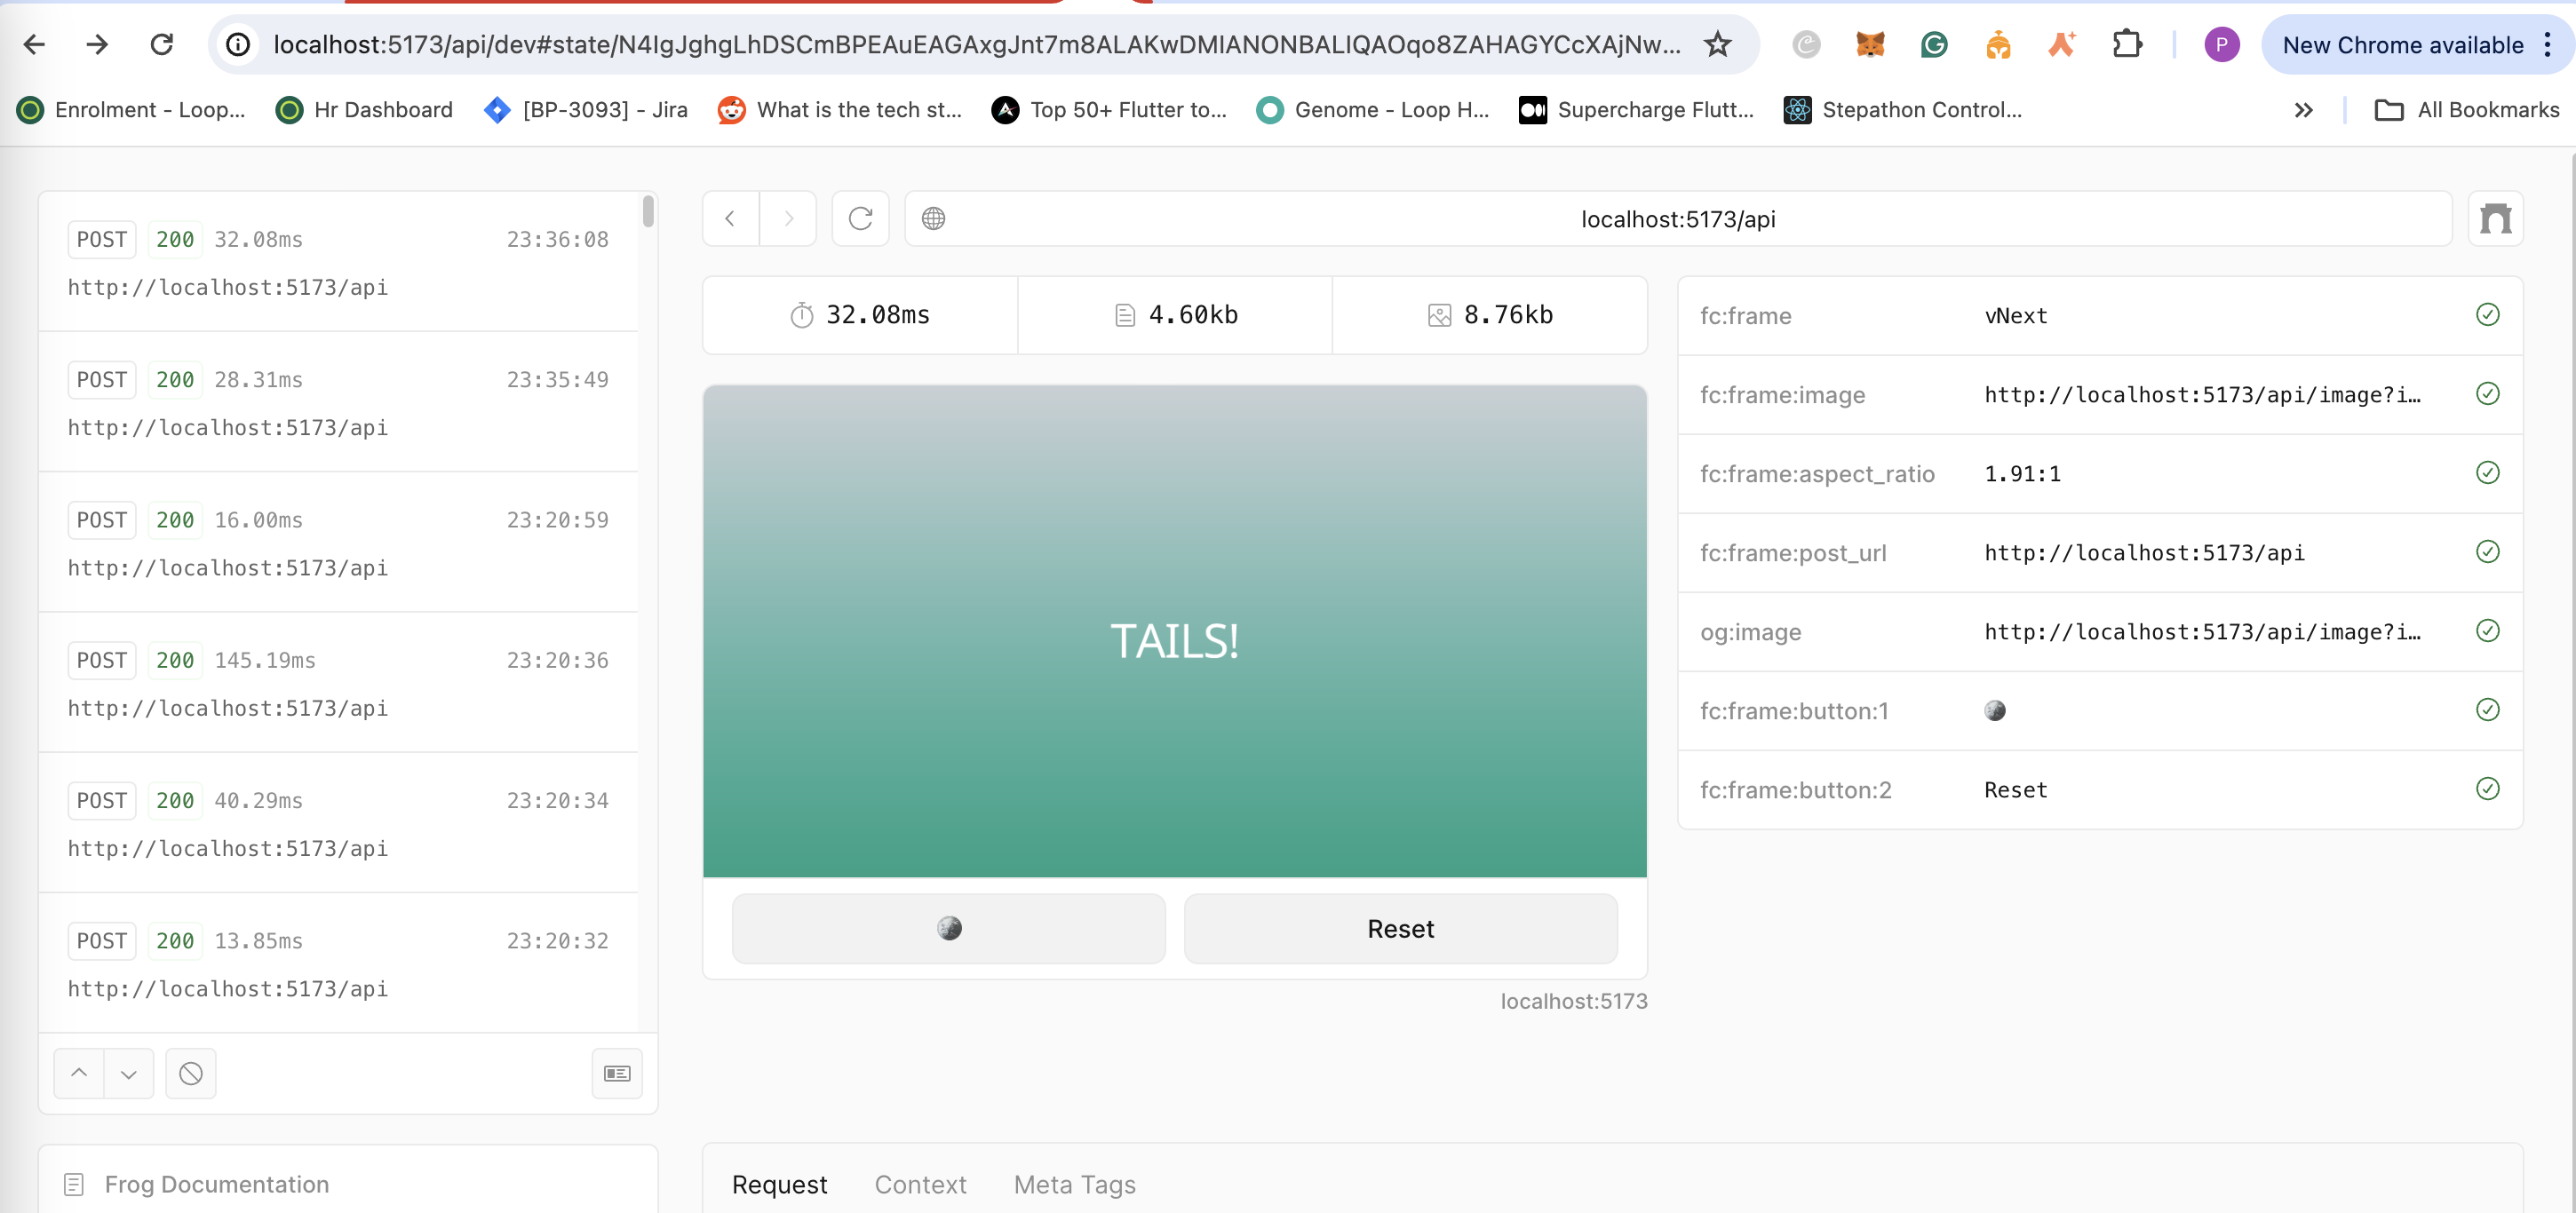 localhost:5173/api/dev#state/N4IgJghgLhDSCmBPEAuEAGAxgJnt7m8ALAKwDMIANONBALIQAOqo8ZAHAGYCcXAjNw...
P
New Chrome available
Enrolment - Loop...
Hr Dashboard
[BP-3093] - Jira
What is the tech st...
Top 50+ Flutter to...
Genome - Loop H...
Supercharge Flutt...
Stepathon Control...
All Bookmarks
POST 200 32.08ms 23:36:08
http://localhost:5173/api
POST 200 28.31ms 23:35:49
http://localhost:5173/api
POST 200 16.00ms 23:20:59
http://localhost:5173/api
POST 200 145.19ms 23:20:36
http://localhost:5173/api
POST 200 40.29ms 23:20:34
http://localhost:5173/api
POST 200 13.85ms 23:20:32
http://localhost:5173/api
Frog Documentation
localhost:5173/api
32.08ms
4.60kb
8.76kb
TAILS!
Reset
localhost:5173
fc:frame vNext
fc:frame:image http://localhost:5173/api/image?i…
fc:frame:aspect_ratio 1.91:1
fc:frame:post_url http://localhost:5173/api
og:image http://localhost:5173/api/image?i…
fc:frame:button:1
fc:frame:button:2 Reset
Request Context Meta Tags